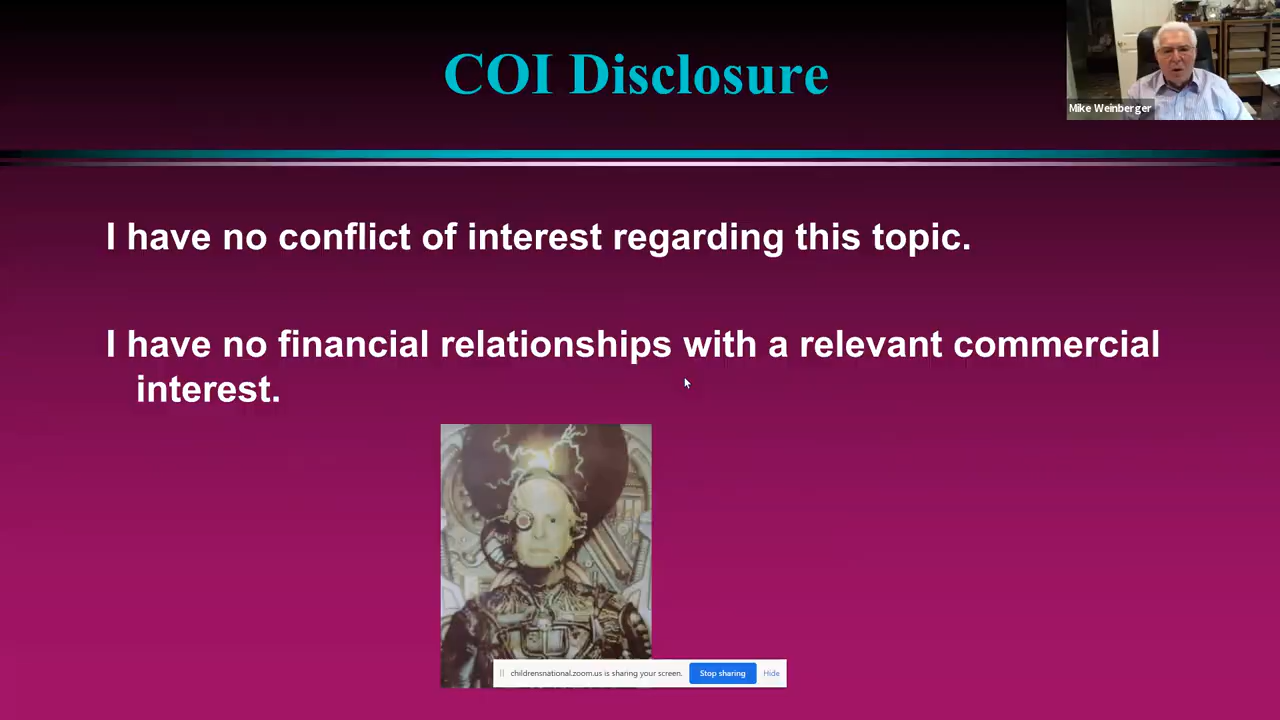 COI Disclosure
Mike Weinberger
I have no conflict of interest regarding this topic.
I have no financial relationships with a relevant commercial
interest.
childrensnational.zoom.us is sharing your screen.
Stop sharing
Hide